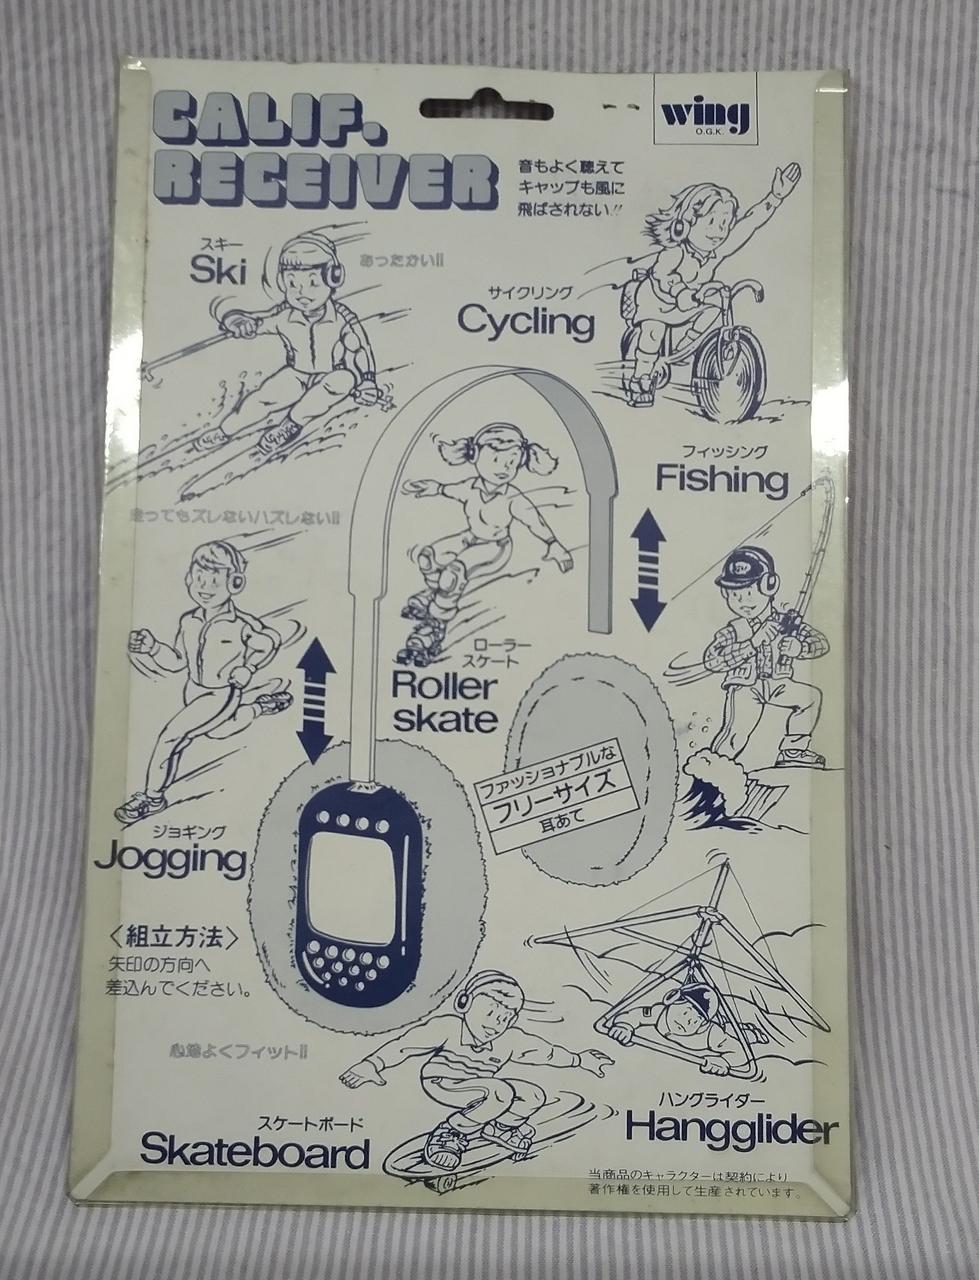 CALIF.
RECEIVER
wing
O.G.K.
音もよく聴えて
キャップも風に
飛ばされない!!
スキー
Ski
あったかい!!
サイクリング
Cycling
フィッシング
Fishing
走ってもズレないハズレない!!
ローラー
スケート
Roller
skate
ファッショナブルな
フリーサイズ
耳あて
ジョギング
Jogging
〈組立方法〉
矢印の方向へ
差込んでください。
心地よくフィット!!
ハングライダー
Hangglider
スケートボード
Skateboard
当商品のキャラクターは契約により
著作権を使用して生産されています。